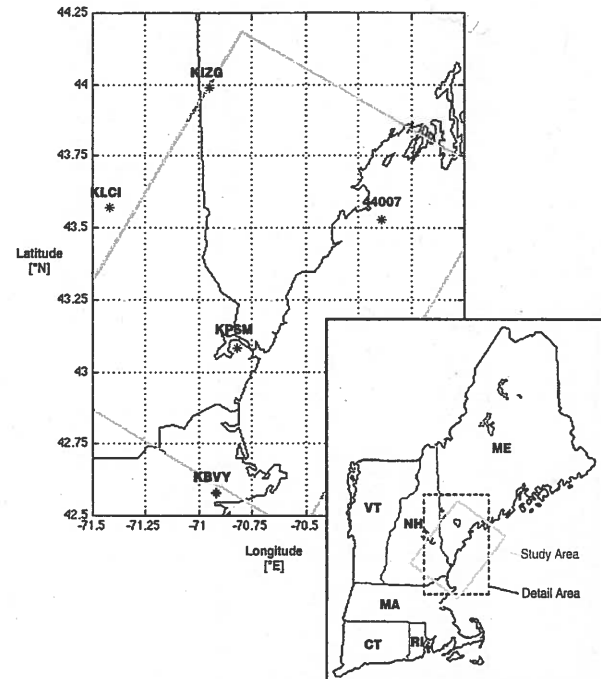 44.25
KIZG
44
43.75
KLCI
44007
43.5
Latitude
[°N]
43.25
KPSM
43
ME
42.75
KBVY
VT
NH
42.5
-71.5
-71.25
-71
-70.75
-70.5
Longitude
[°E]
Study Area
Detail Area
MA
CT
RI